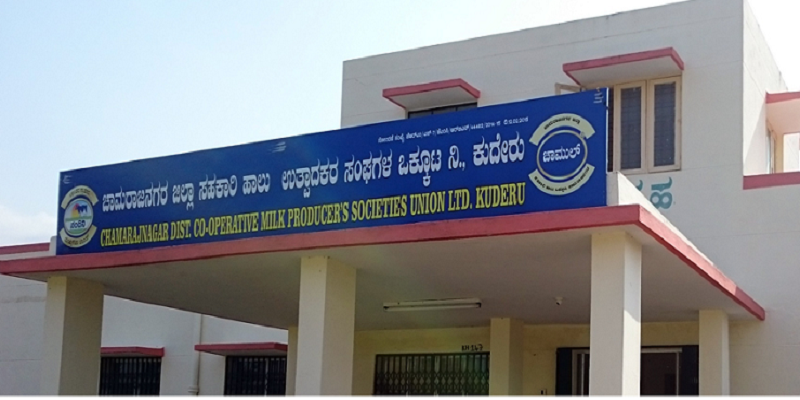 ಚಾಮರಾಜನಗರ ಜಿಲ್ಲಾ ಸಹಕಾರಿ ಹಾಲು ಉತ್ಪಾದಕರ ಸಂಘಗಳ ಒಕ್ಕೂಟ ನಿ., ಕುದೇರು
CHAMARAJNAGAR DIST. CO-OPERATIVE MILK PRODUCER'S SOCIETIES UNION LTD. KUDERU
ನಂದಿನಿ
ಚಾಮುಲ್